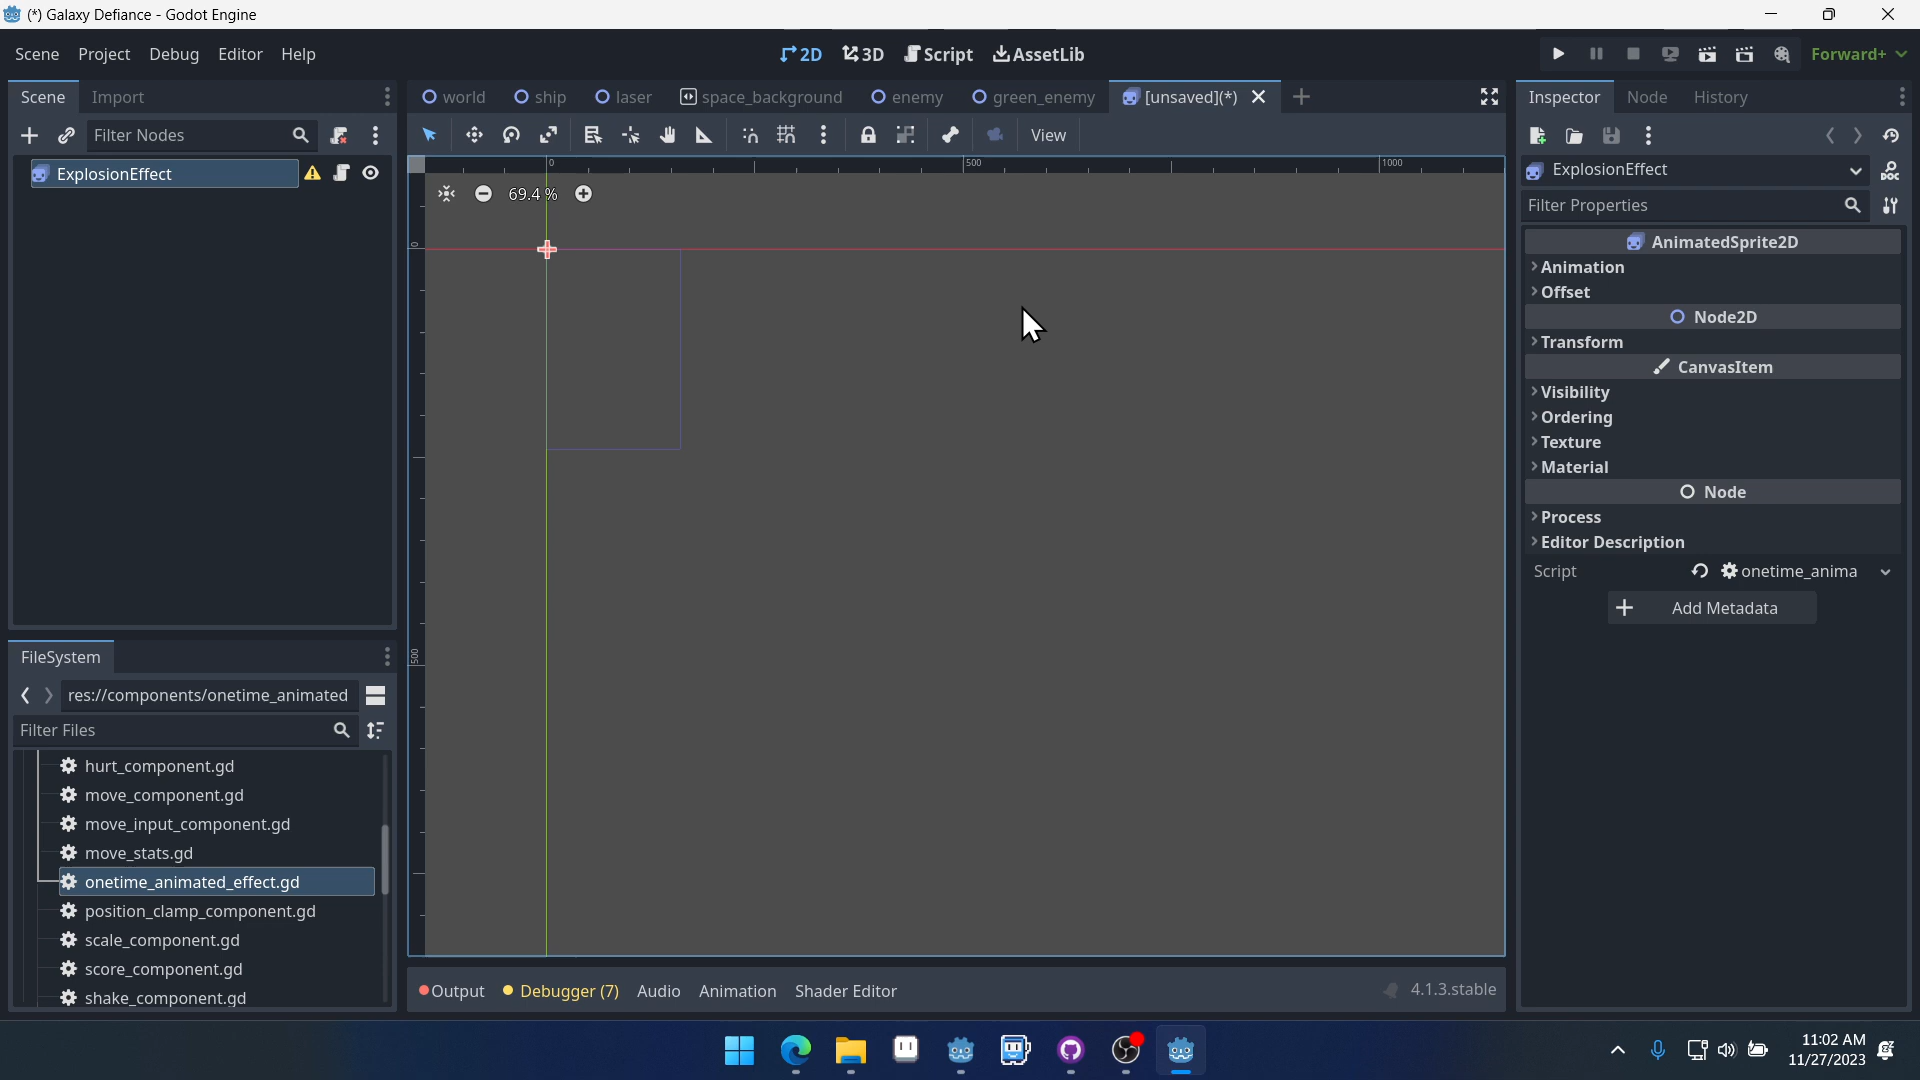 (*) Galaxy Defiance - Godot Engine
Scene Project Debug Editor Help
2D 3D Script AssetLib
Forward+
Scene Import
world ship laser space_background enemy green_enemy [unsaved](*)
Inspector Node History
Filter Nodes
View
ExplosionEffect
0 500 1000
69.4 %
0
500
ExplosionEffect
Filter Properties
AnimatedSprite2D
Animation
Offset
Node2D
Transform
CanvasItem
Visibility
Ordering
Texture
Material
Node
Process
Editor Description
Script onetime_anima
Add Metadata
FileSystem
res://components/onetime_animated
Filter Files
hurt_component.gd
move_component.gd
move_input_component.gd
move_stats.gd
onetime_animated_effect.gd
position_clamp_component.gd
scale_component.gd
score_component.gd
shake_component.gd
Output Debugger (7) Audio Animation Shader Editor
4.1.3.stable
11:02 AM
11/27/2023